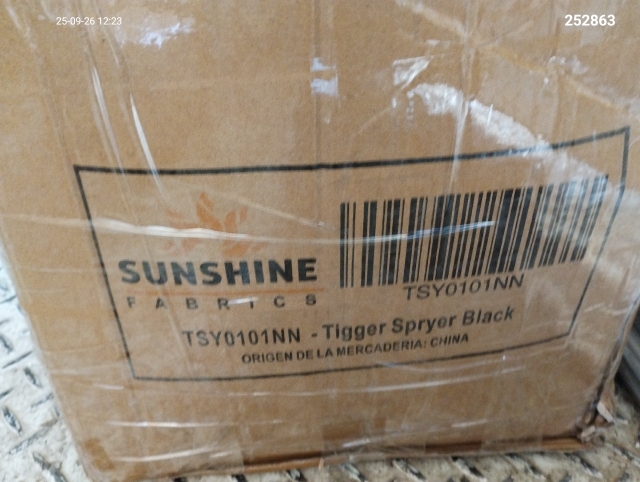 25-09-26 12:23
252863
SUNSHINE
FABRICS
TSY0101NN
TSY0101NN - Tigger Spryer Black
ORIGEN DE LA MERCADERIA: CHINA